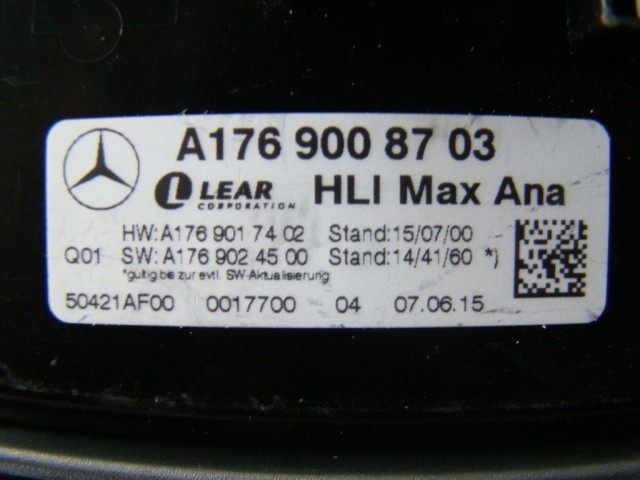 A176 900 87 03
LEAR HLI Max Ana
CORPORATION
HW:A176 901 74 02 Stand:15/07/00
Q01 SW:A176 902 45 00 Stand:14/41/60 *)
*gültig bis zur evtl. SW-Aktualisierung
50421AF00 0017700 04 07.06.15